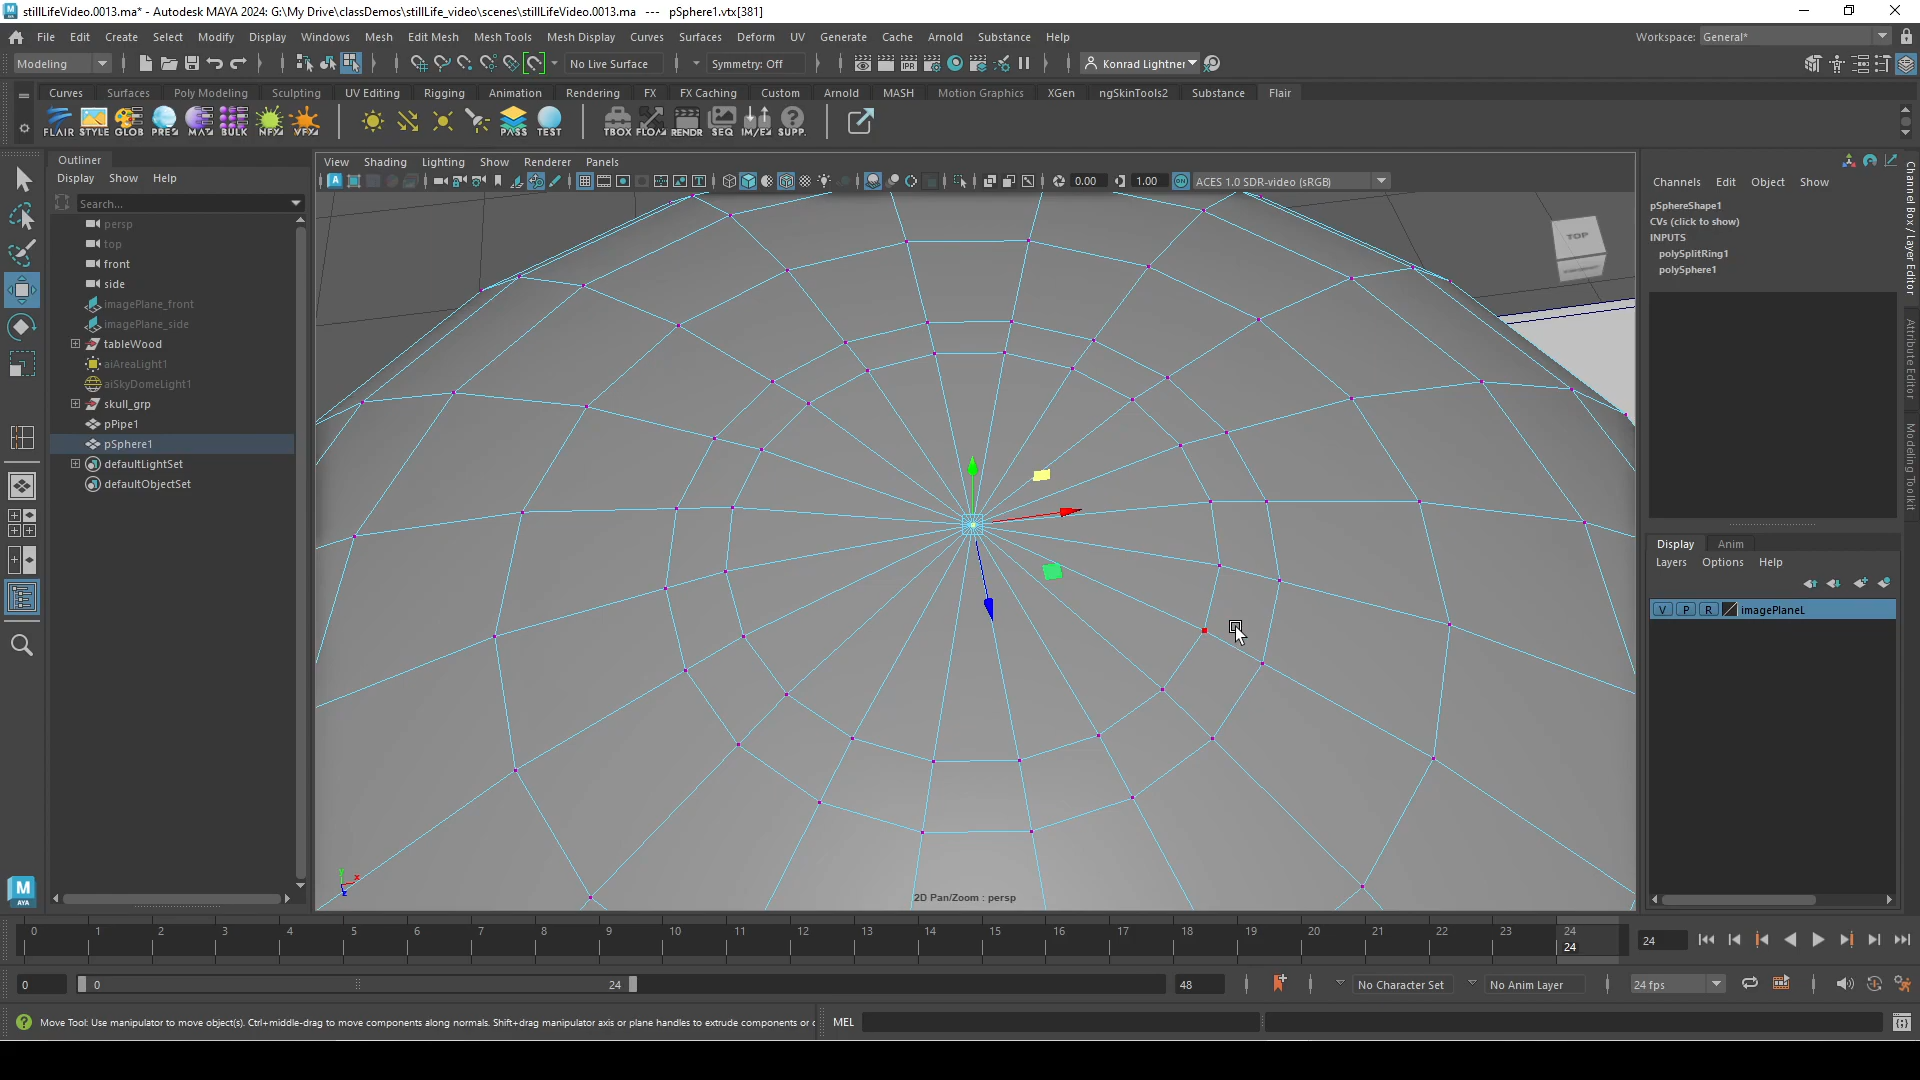 stillLifeVideo.0013.ma* - Autodesk MAYA 2024: G:\My Drive\classDemos\stillLife_video\scenes\stillLifeVideo.0013.ma --- pSphere1.vtx[381]
File Edit Create Select Modify Display Windows Mesh Edit Mesh Mesh Tools Mesh Display Curves Surfaces Deform UV Generate Cache Arnold Substance Help
Workspace: General*
Modeling
No Live Surface
Symmetry: Off
Konrad Lightner
Curves Surfaces Poly Modeling Sculpting UV Editing Rigging Animation Rendering FX FX Caching Custom Arnold MASH Motion Graphics XGen ngSkinTools2 Substance Flair
FLAIR STYLE GLOB PRE MAT BULK NFX VFX PASS TEST TBOX FLOA RENDR SEQ IM/EX SUPP.
Outliner
Display Show Help
Search...
persp
top
front
side
imagePlane_front
imagePlane_side
tableWood
aiAreaLight1
aiSkyDomeLight1
skull_grp
pPipe1
pSphere1
defaultLightSet
defaultObjectSet
View Shading Lighting Show Renderer Panels
0.00
1.00
ACES 1.0 SDR-video (sRGB)
TOP
2D Pan/Zoom : persp
y
x
z
Channels Edit Object Show
pSphereShape1
CVs (click to show)
INPUTS
polySplitRing1
polySphere1
Channel Box / Layer Editor
Attribute Editor
Modeling Toolkit
Display Anim
Layers Options Help
V P R imagePlaneL
0 1 2 3 4 5 6 7 8 9 10 11 12 13 14 15 16 17 18 19 20 21 22 23 24
24
24
0
0
24
48
No Character Set
No Anim Layer
24 fps
Move Tool: Use manipulator to move object(s). Ctrl+middle-drag to move components along normals. Shift+drag manipulator axis or plane handles to extrude components or
MEL
M
AYA